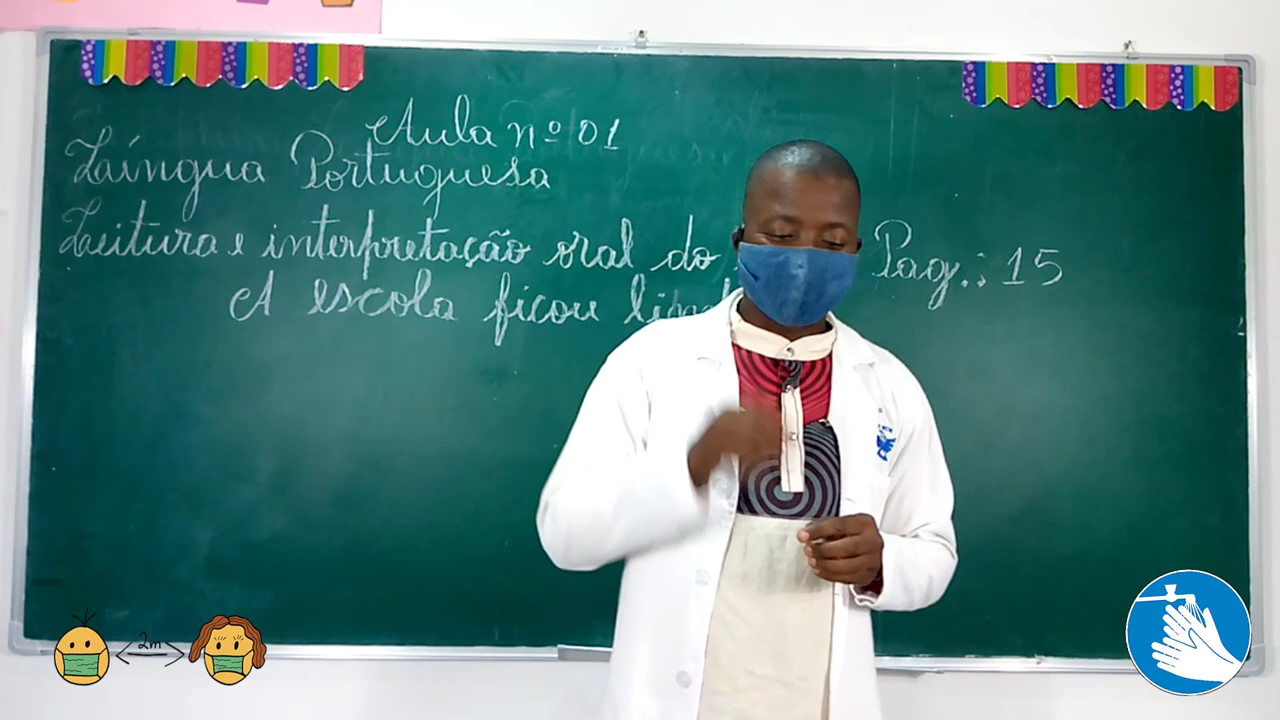 Aula nº 01
Língua Portuguesa
Leitura e interpretação oral do Pag.: 15
A escola ficou
2m